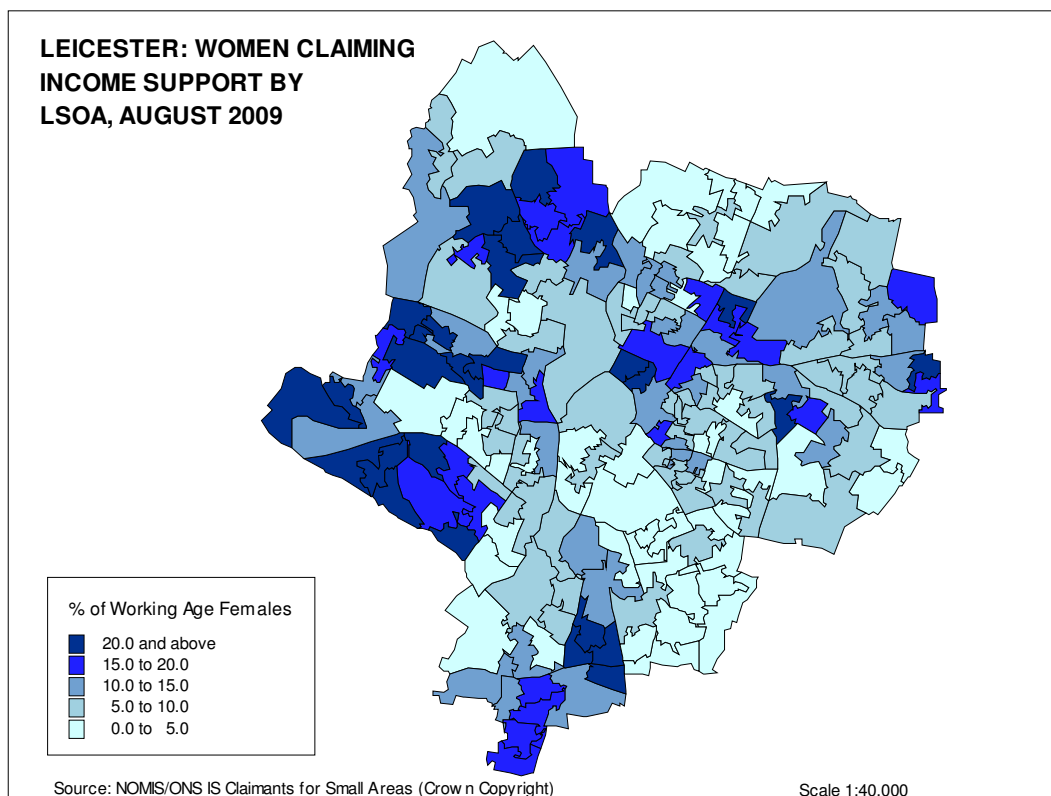 LEICESTER: WOMEN CLAIMING
INCOME SUPPORT BY
LSOA, AUGUST 2009
% of Working Age Females
20.0 and above
15.0 to 20.0
10.0 to 15.0
5.0 to 10.0
0.0 to 5.0
Source: NOMIS/ONS IS Claimants for Small Areas (Crown Copyright)
Scale 1:40,000